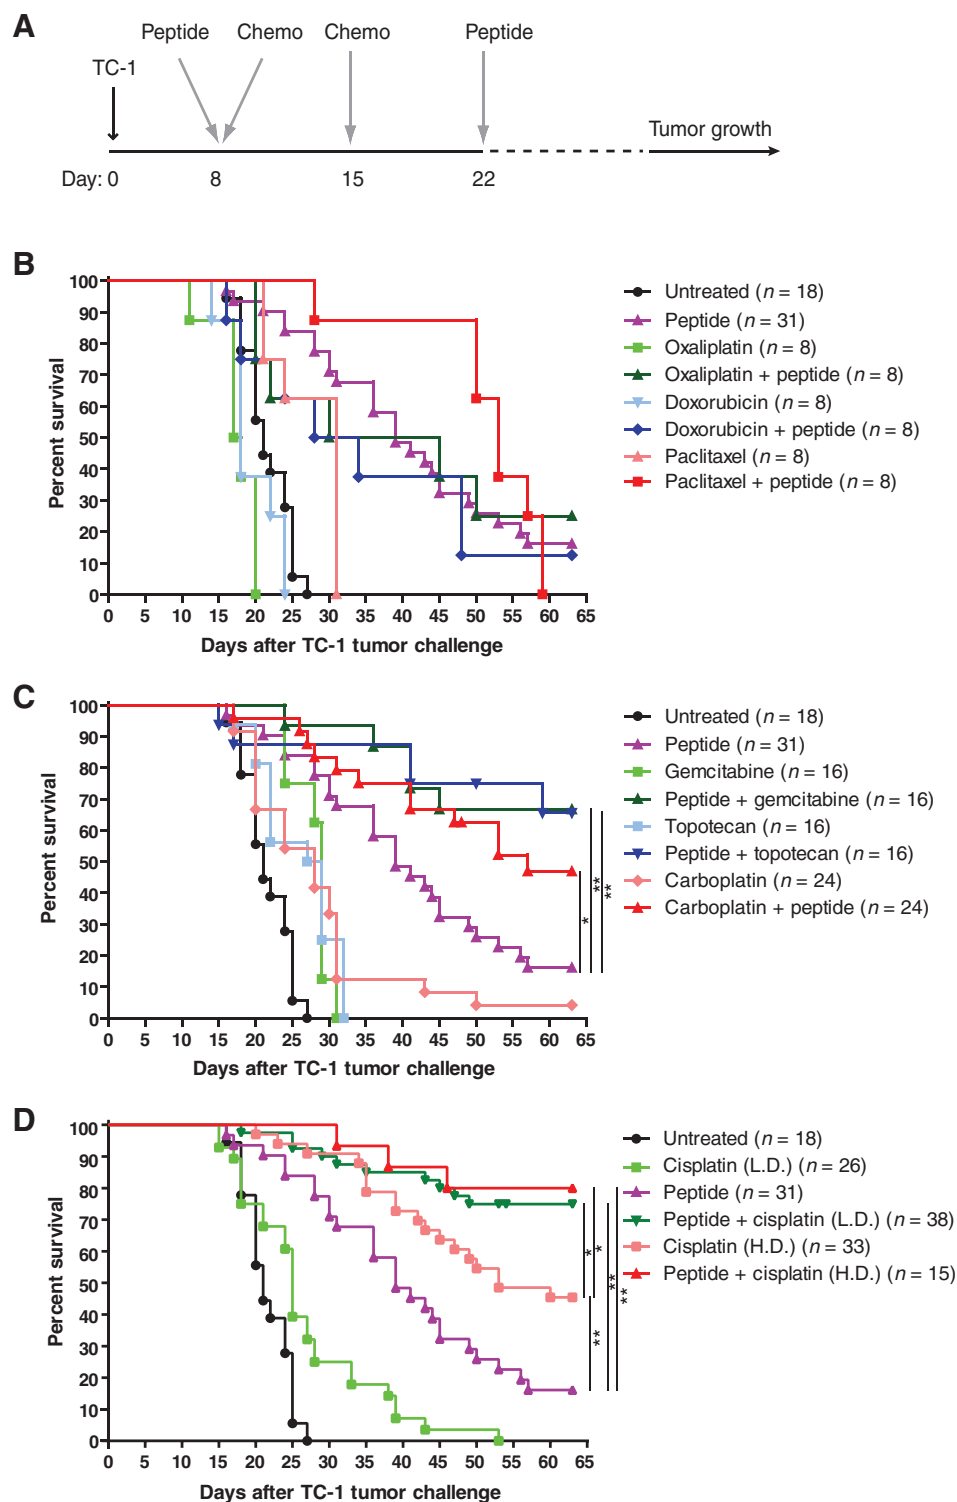 A
Peptide Chemo Chemo Peptide
TC-1
Tumor growth
Day: 0 8 15 22
B
100
90
80
70
60
50
40
30
20
10
0
Percent survival
0 5 10 15 20 25 30 35 40 45 50 55 60 65
Days after TC-1 tumor challenge
Untreated (n = 18)
Peptide (n = 31)
Oxaliplatin (n = 8)
Oxaliplatin + peptide (n = 8)
Doxorubicin (n = 8)
Doxorubicin + peptide (n = 8)
Paclitaxel (n = 8)
Paclitaxel + peptide (n = 8)
C
100
90
80
70
60
50
40
30
20
10
0
Percent survival
0 5 10 15 20 25 30 35 40 45 50 55 60 65
Days after TC-1 tumor challenge
Untreated (n = 18)
Peptide (n = 31)
Gemcitabine (n = 16)
Peptide + gemcitabine (n = 16)
Topotecan (n = 16)
Peptide + topotecan (n = 16)
Carboplatin (n = 24)
Carboplatin + peptide (n = 24)
*
**
**
D
100
90
80
70
60
50
40
30
20
10
0
Percent survival
0 5 10 15 20 25 30 35 40 45 50 55 60 65
Days after TC-1 tumor challenge
Untreated (n = 18)
Cisplatin (L.D.) (n = 26)
Peptide (n = 31)
Peptide + cisplatin (L.D.) (n = 38)
Cisplatin (H.D.) (n = 33)
Peptide + cisplatin (H.D.) (n = 15)
*
*
**
**
**